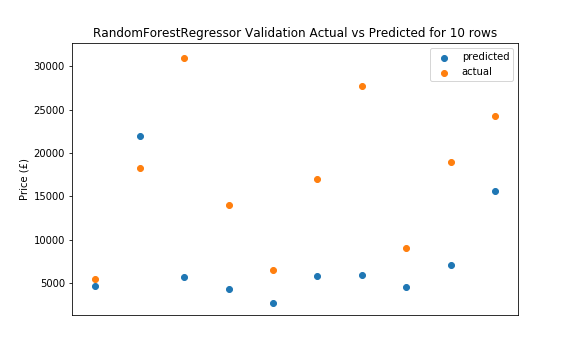 RandomForestRegressor Validation Actual vs Predicted for 10 rows
predicted
actual
Price (£)
30000
25000
20000
15000
10000
5000